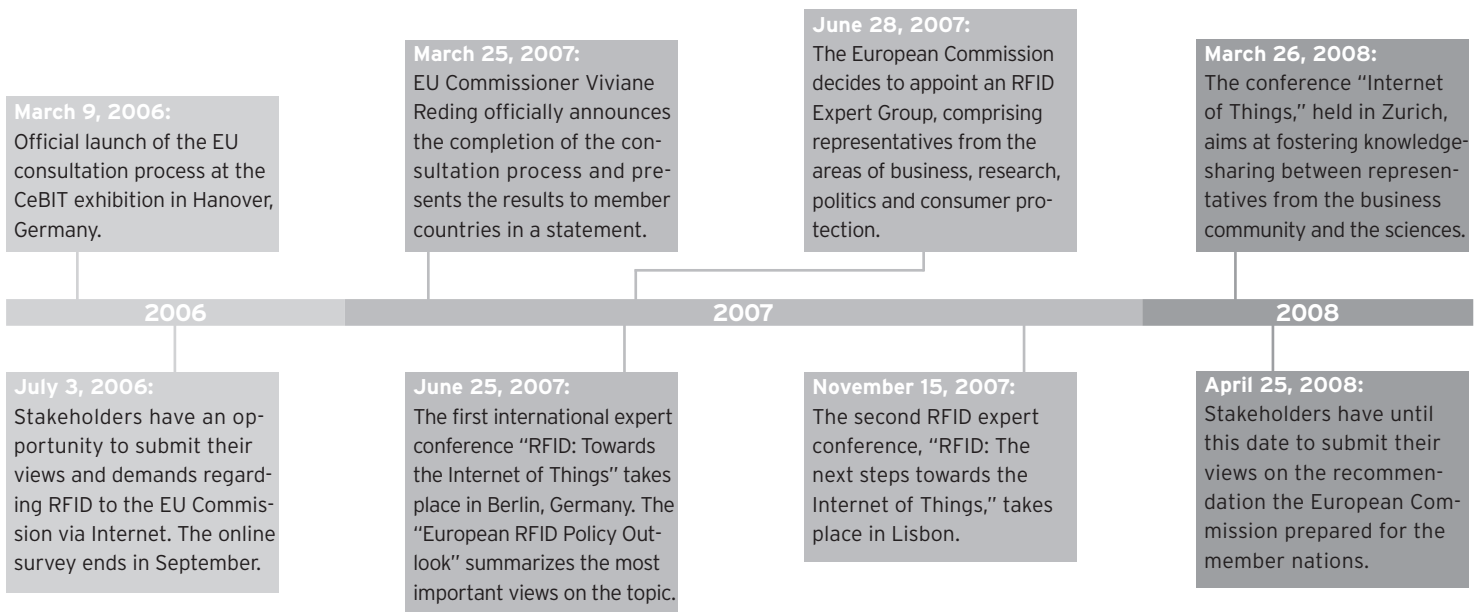 March 9, 2006:
Official launch of the EU
consultation process at the
CeBIT exhibition in Hanover,
Germany.
March 25, 2007:
EU Commissioner Viviane
Reding officially announces
the completion of the con-
sultation process and pre-
sents the results to member
countries in a statement.
June 28, 2007:
The European Commission
decides to appoint an RFID
Expert Group, comprising
representatives from the
areas of business, research,
politics and consumer pro-
tection.
March 26, 2008:
The conference “Internet
of Things,” held in Zurich,
aims at fostering knowledge-
sharing between represen-
tatives from the business
community and the sciences.
2006
2007
2008
July 3, 2006:
Stakeholders have an op-
portunity to submit their
views and demands regard-
ing RFID to the EU Commis-
sion via Internet. The online
survey ends in September.
June 25, 2007:
The first international expert
conference “RFID: Towards
the Internet of Things” takes
place in Berlin, Germany. The
“European RFID Policy Out-
look” summarizes the most
important views on the topic.
November 15, 2007:
The second RFID expert
conference, “RFID: The
next steps towards the
Internet of Things,” takes
place in Lisbon.
April 25, 2008:
Stakeholders have until
this date to submit their
views on the recommen-
dation the European Com-
mission prepared for the
member nations.